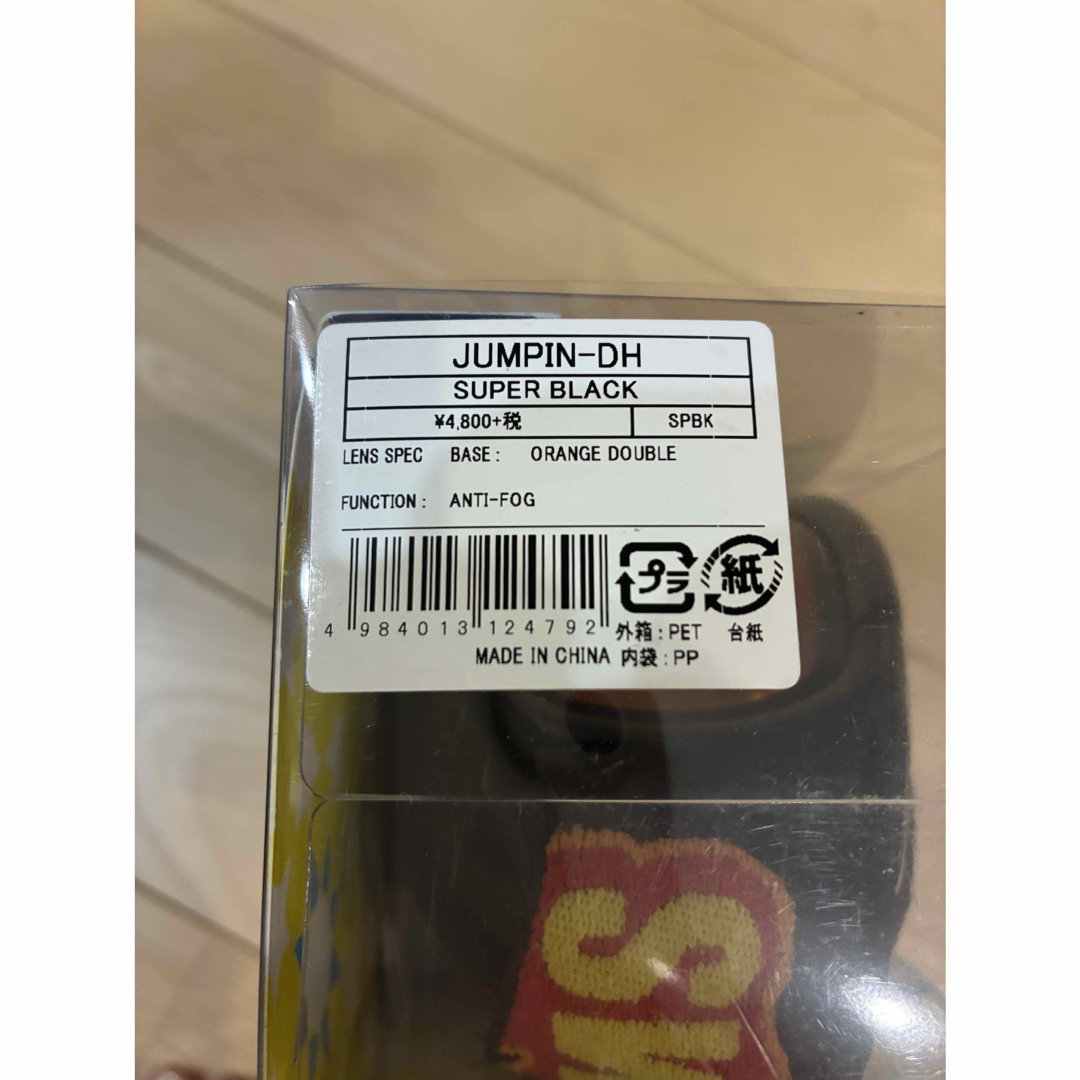 JUMPIN-DH
SUPER BLACK
¥4,800+税 SPBK
LENS SPEC BASE : ORANGE DOUBLE
FUNCTION : ANTI-FOG
プラ 紙
4 984013 124792
外箱 : PET 台紙
MADE IN CHINA 内袋 : PP